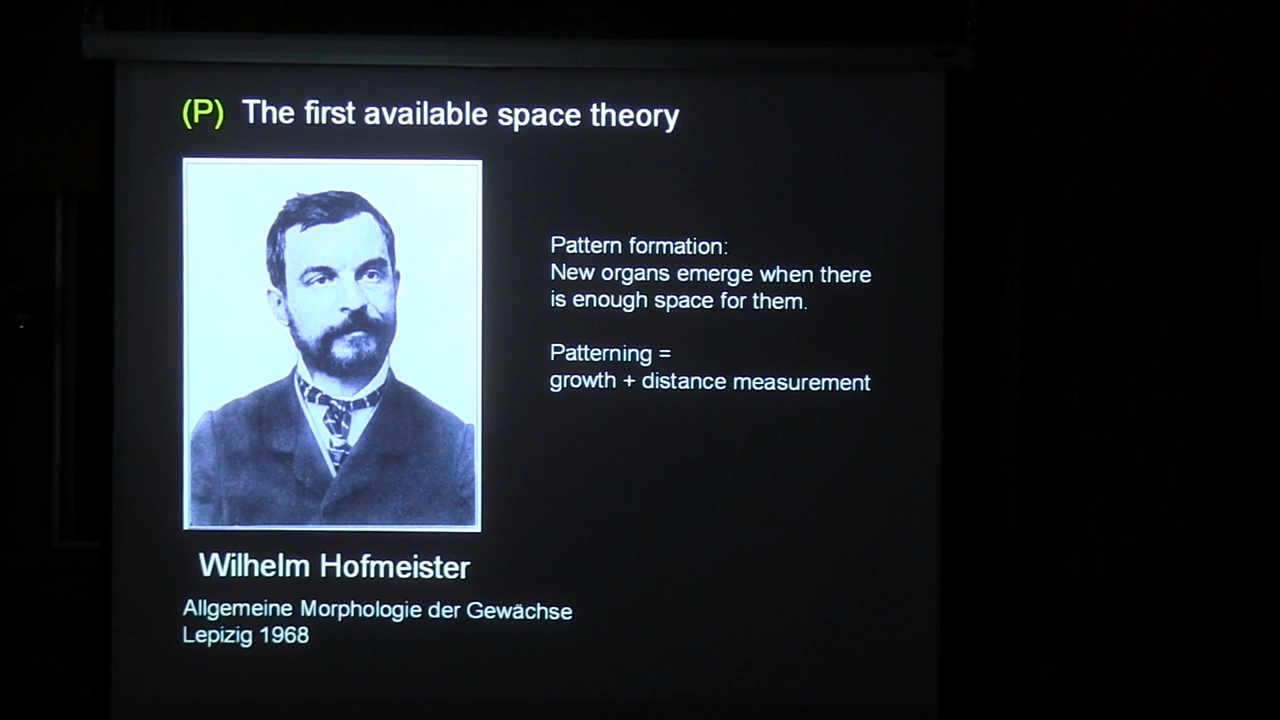 (P) The first available space theory
Pattern formation:
New organs emerge when there
is enough space for them.
Patterning =
growth + distance measurement
Wilhelm Hofmeister
Allgemeine Morphologie der Gewächse
Lepizig 1968